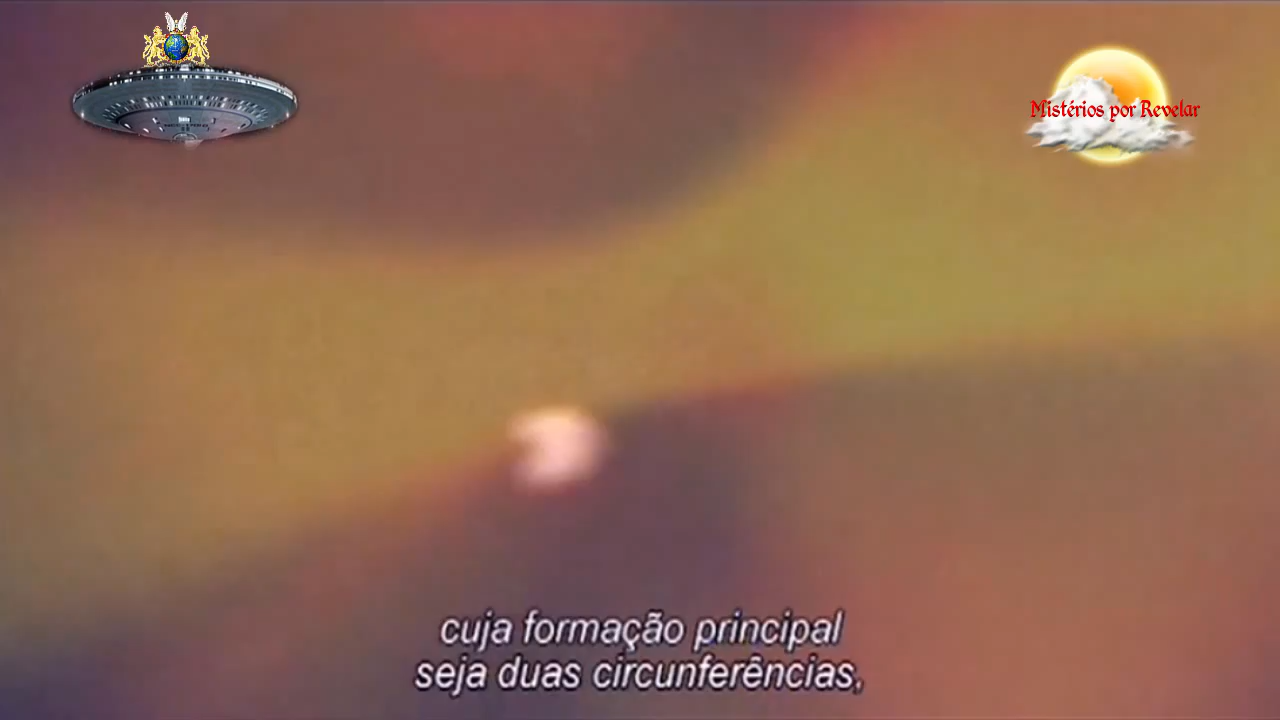 Mistérios por Revelar
cuja formação principal
seja duas circunferências,